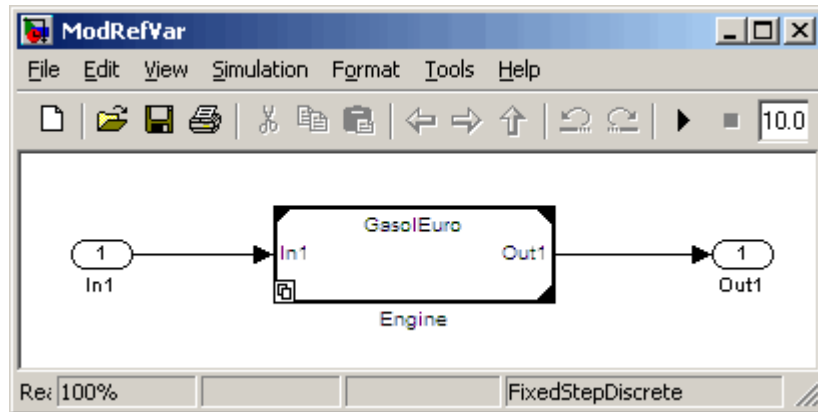 ModRefVar
File Edit View Simulation Format Tools Help
10.0
GasolEuro
1 In1 Out1 1
In1 Out1
Engine
100% FixedStepDiscrete